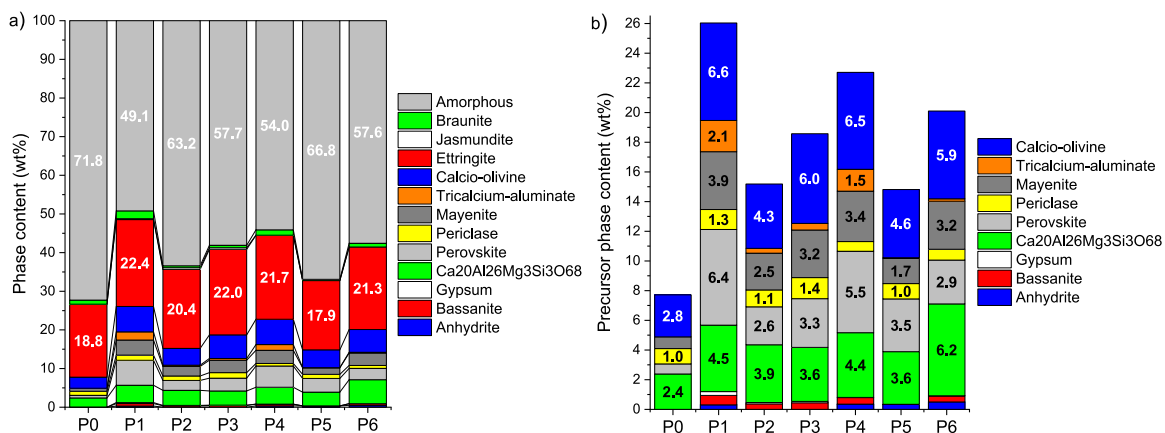 a)
Phase content (wt%)
100
90
80
70
60
50
40
30
20
10
0
71.8
49.1
63.2
57.7
54.0
66.8
57.6
18.8
22.4
20.4
22.0
21.7
17.9
21.3
P0 P1 P2 P3 P4 P5 P6
Amorphous
Braunite
Jasmundite
Ettringite
Calcio-olivine
Tricalcium-aluminate
Mayenite
Periclase
Perovskite
Ca20Al26Mg3Si3O68
Gypsum
Bassanite
Anhydrite
b)
Precursor phase content (wt%)
26
24
22
20
18
16
14
12
10
8
6
4
2
0
2.8
1.0
2.4
6.6
2.1
3.9
1.3
6.4
4.5
4.3
2.5
1.1
2.6
3.9
6.0
3.2
1.4
3.3
3.6
6.5
1.5
3.4
5.5
4.4
4.6
1.7
1.0
3.5
3.6
5.9
3.2
2.9
6.2
P0 P1 P2 P3 P4 P5 P6
Calcio-olivine
Tricalcium-aluminate
Mayenite
Periclase
Perovskite
Ca20Al26Mg3Si3O68
Gypsum
Bassanite
Anhydrite